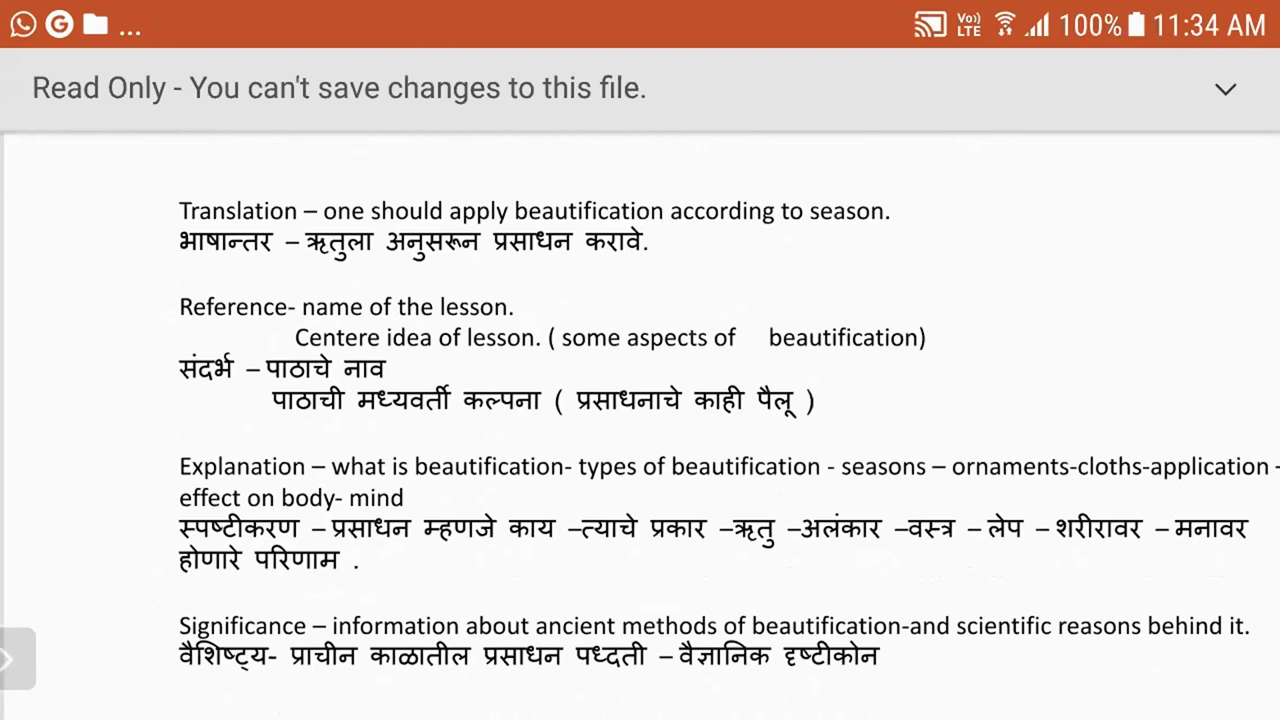 ... Vo)) LTE 100% 11:34 AM
Read Only - You can't save changes to this file.
Translation – one should apply beautification according to season.
भाषान्तर – ऋतुला अनुसरून प्रसाधन करावे.
Reference- name of the lesson.
Centere idea of lesson. ( some aspects of beautification)
संदर्भ – पाठाचे नाव
पाठाची मध्यवर्ती कल्पना ( प्रसाधनाचे काही पैलू )
Explanation – what is beautification- types of beautification - seasons – ornaments-cloths-application -
effect on body- mind
स्पष्टीकरण – प्रसाधन म्हणजे काय –त्याचे प्रकार –ऋतु –अलंकार –वस्त्र – लेप – शरीरावर – मनावर
होणारे परिणाम .
Significance – information about ancient methods of beautification-and scientific reasons behind it.
वैशिष्ट्य- प्राचीन काळातील प्रसाधन पध्दती – वैज्ञानिक दृष्टीकोन